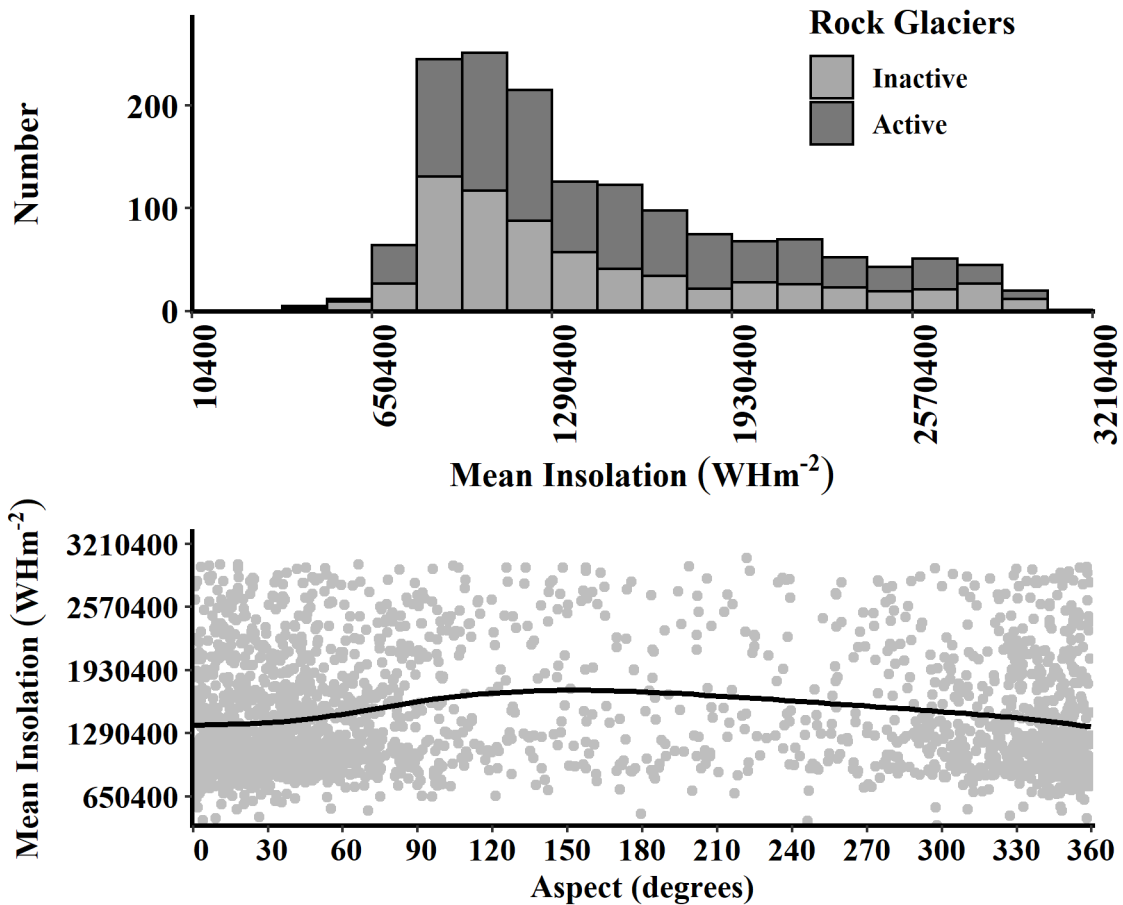 Rock Glaciers
Inactive
Active
Number
200
100
0
10400
650400
1290400
1930400
2570400
3210400
Mean Insolation (WHm⁻²)
Mean Insolation (WHm⁻²)
3210400
2570400
1930400
1290400
650400
0 30 60 90 120 150 180 210 240 270 300 330 360
Aspect (degrees)